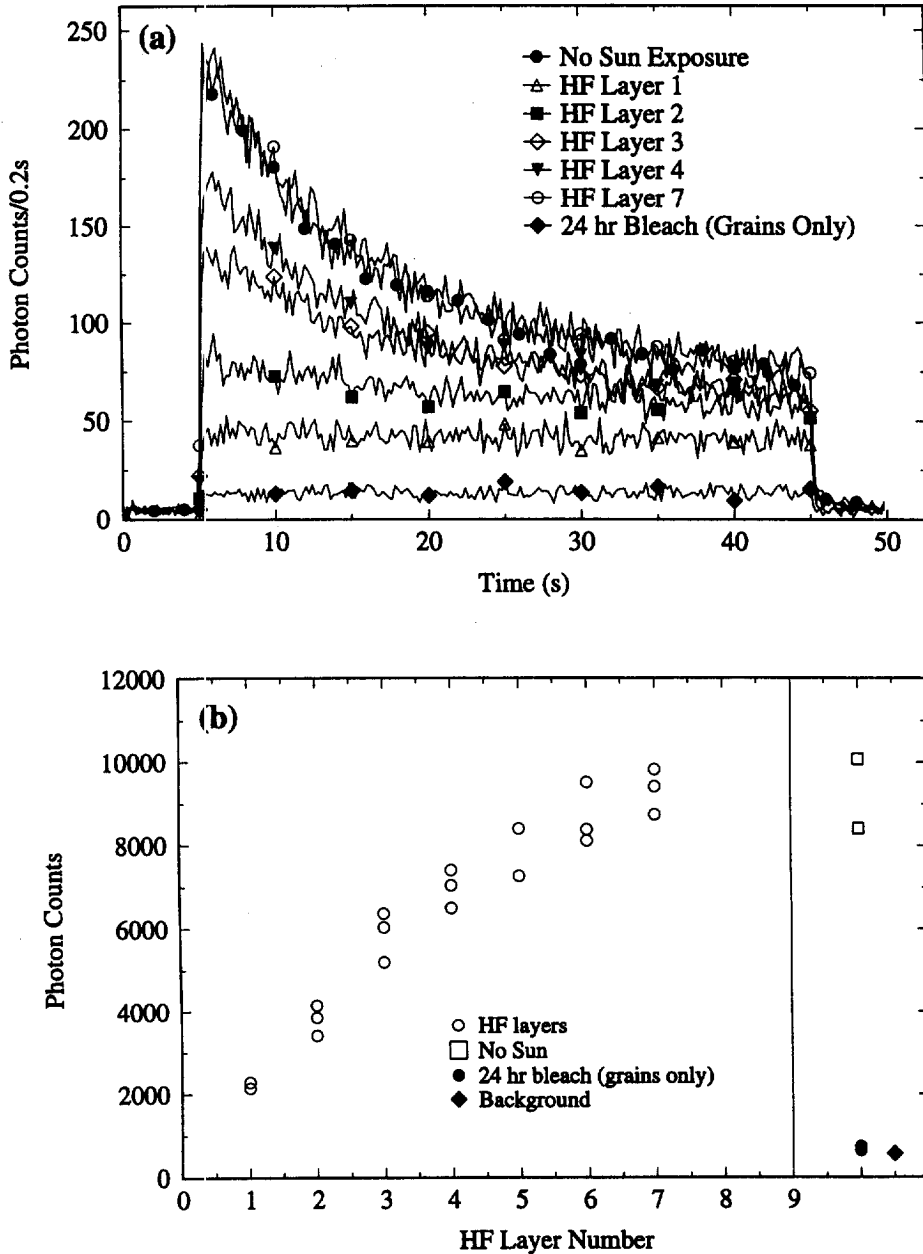 (a)
250
200
150
100
50
0
Photon Counts/0.2s
No Sun Exposure
HF Layer 1
HF Layer 2
HF Layer 3
HF Layer 4
HF Layer 7
24 hr Bleach (Grains Only)
0 10 20 30 40 50
Time (s)
(b)
12000
10000
8000
6000
4000
2000
0
Photon Counts
HF layers
No Sun
24 hr bleach (grains only)
Background
0 1 2 3 4 5 6 7 9 10
HF Layer Number